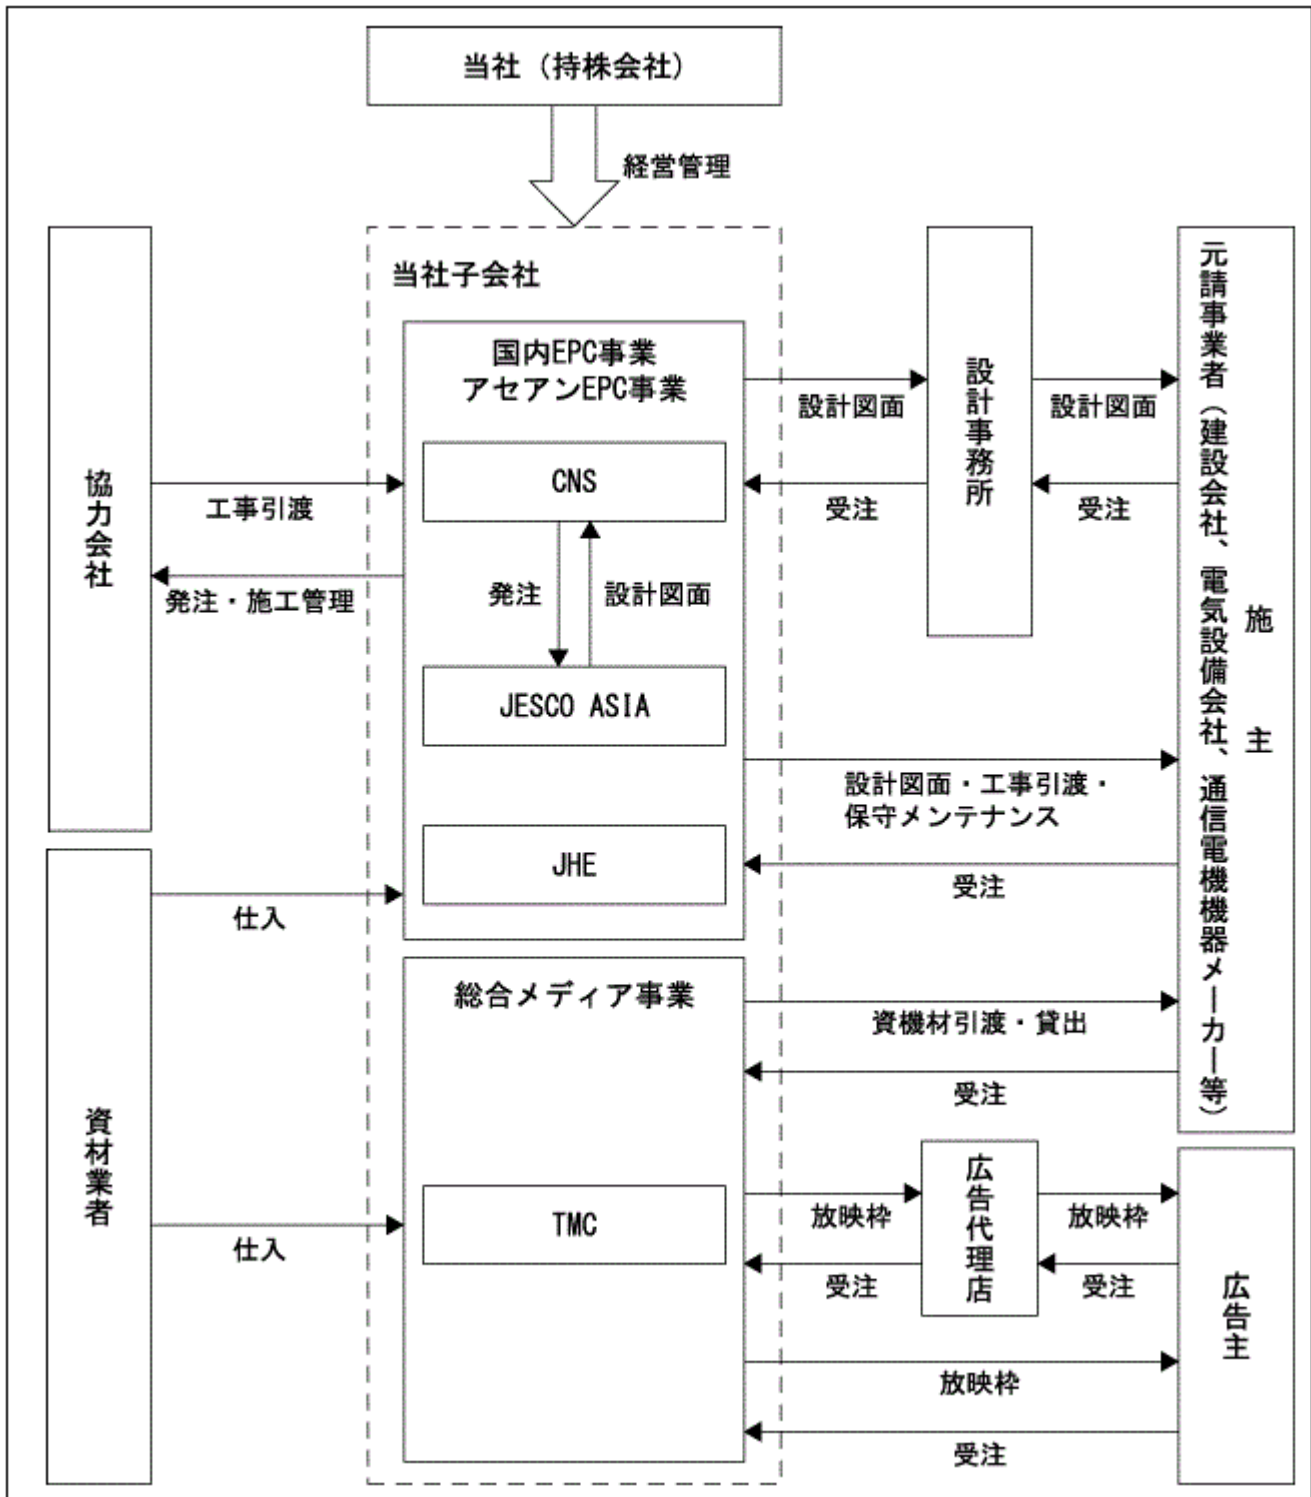 当社（持株会社）
経営管理
当社子会社
国内EPC事業
アセアンEPC事業
CNS
発注
設計図面
JESCO ASIA
JHE
総合メディア事業
TMC
協力会社
工事引渡
発注・施工管理
資材業者
仕入
仕入
設計図面
受注
設計事務所
設計図面
受注
施主
元請事業者（建設会社、電気設備会社、通信電機機器メーカー等）
設計図面・工事引渡・
保守メンテナンス
受注
資機材引渡・貸出
受注
放映枠
受注
広告代理店
放映枠
受注
広告主
放映枠
受注